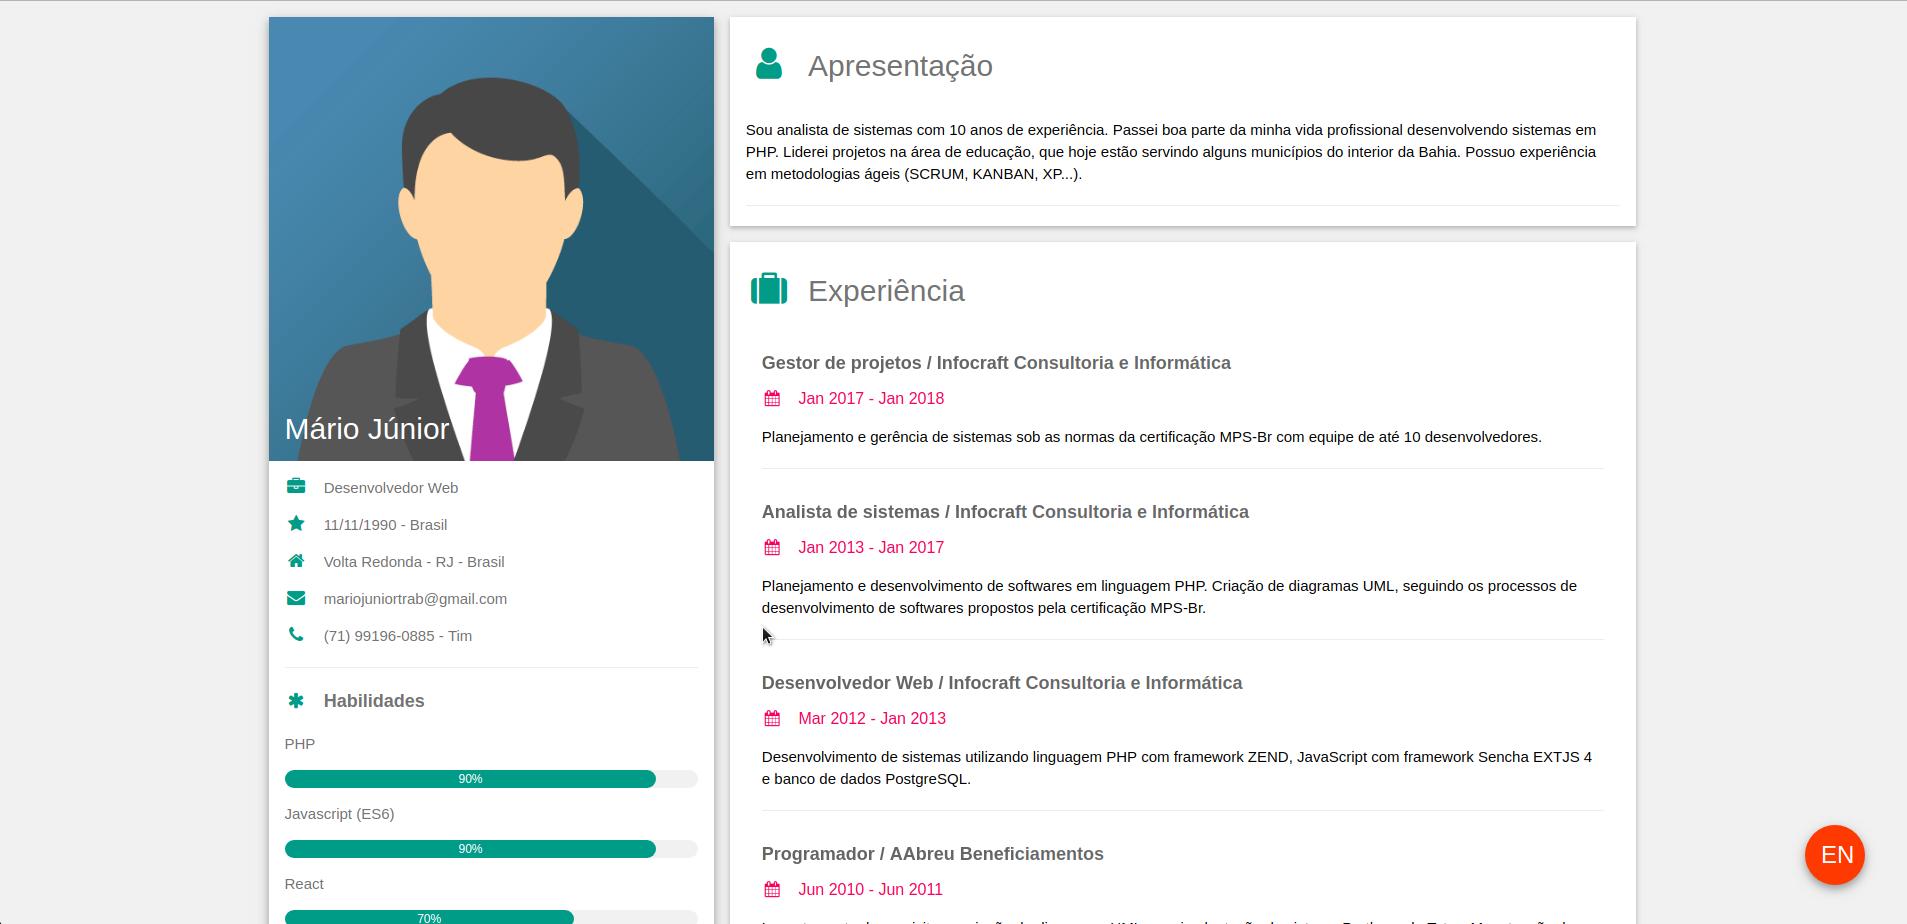 Mário Júnior
Desenvolvedor Web
11/11/1990 - Brasil
Volta Redonda - RJ - Brasil
mariojuniortrab@gmail.com
(71) 99196-0885 - Tim
Habilidades
PHP
90%
Javascript (ES6)
90%
React
70%
Apresentação
Sou analista de sistemas com 10 anos de experiência. Passei boa parte da minha vida profissional desenvolvendo sistemas em
PHP. Liderei projetos na área de educação, que hoje estão servindo alguns municípios do interior da Bahia. Possuo experiência
em metodologias ágeis (SCRUM, KANBAN, XP...).
Experiência
Gestor de projetos / Infocraft Consultoria e Informática
Jan 2017 - Jan 2018
Planejamento e gerência de sistemas sob as normas da certificação MPS-Br com equipe de até 10 desenvolvedores.
Analista de sistemas / Infocraft Consultoria e Informática
Jan 2013 - Jan 2017
Planejamento e desenvolvimento de softwares em linguagem PHP. Criação de diagramas UML, seguindo os processos de
desenvolvimento de softwares propostos pela certificação MPS-Br.
Desenvolvedor Web / Infocraft Consultoria e Informática
Mar 2012 - Jan 2013
Desenvolvimento de sistemas utilizando linguagem PHP com framework ZEND, JavaScript com framework Sencha EXTJS 4
e banco de dados PostgreSQL.
Programador / AAbreu Beneficiamentos
Jun 2010 - Jun 2011
EN